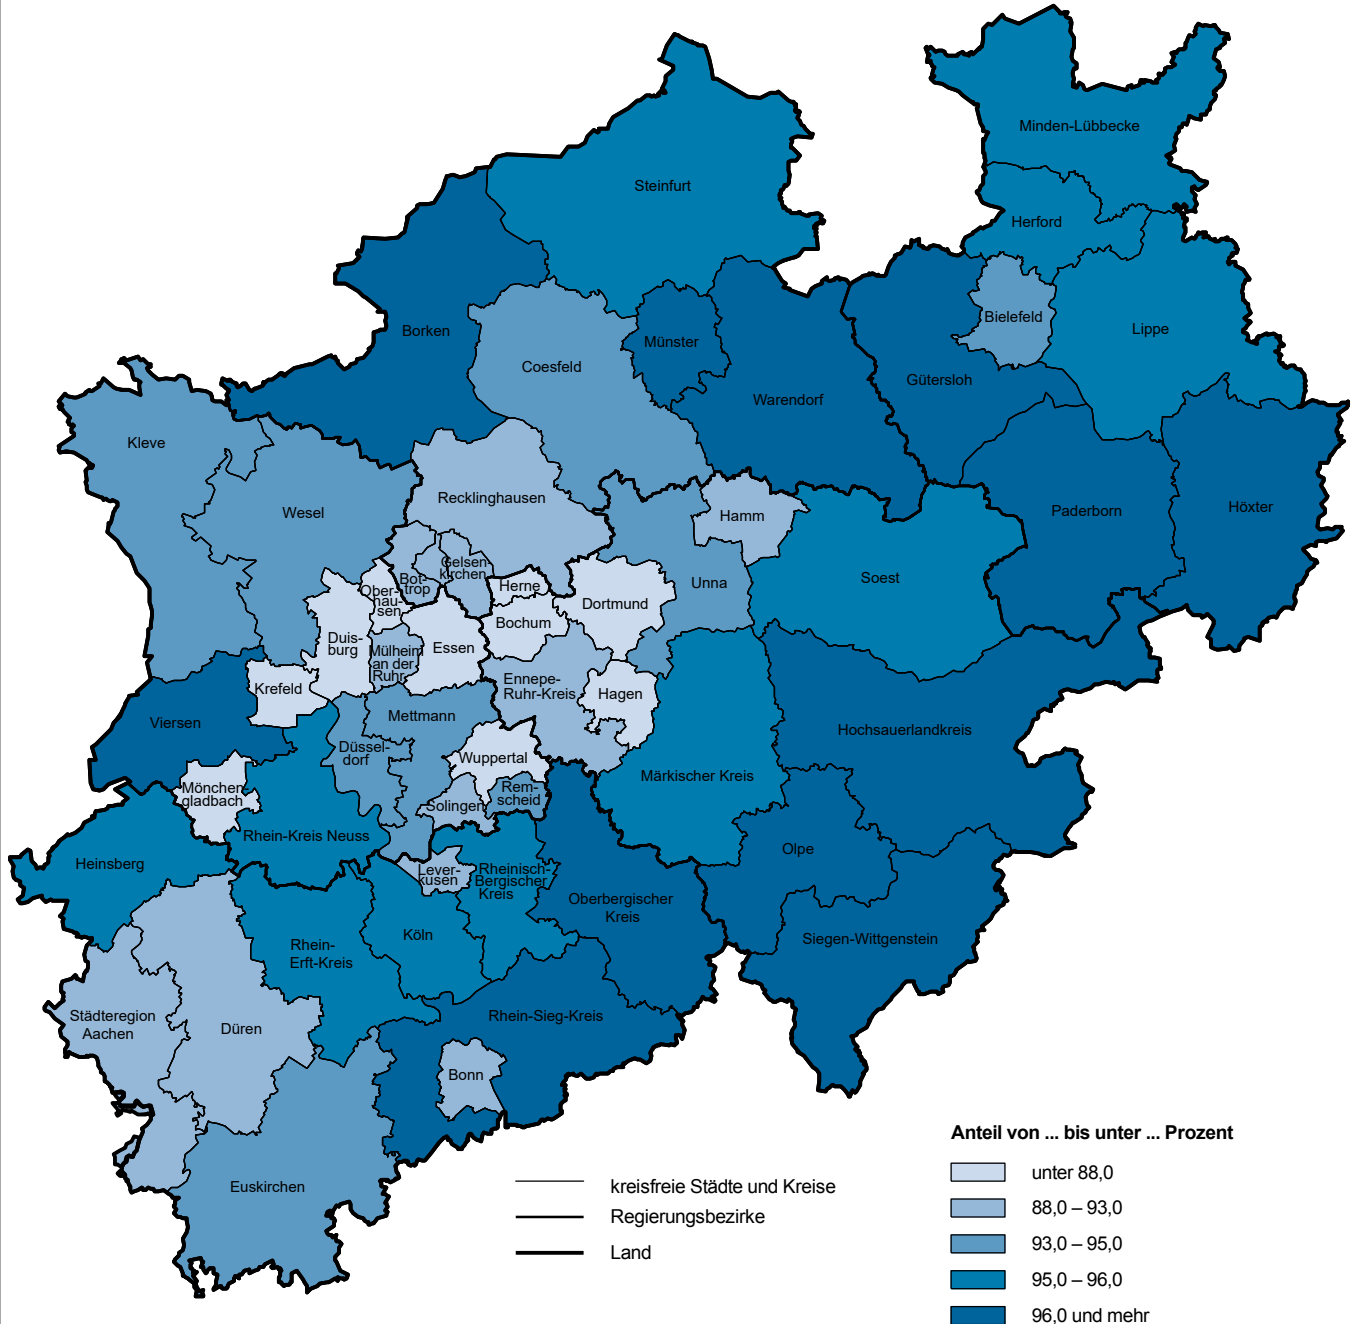 Minden-Lübbecke
Steinfurt
Herford
Bielefeld
Lippe
Borken
Münster
Coesfeld
Gütersloh
Warendorf
Kleve
Recklinghausen
Wesel
Hamm
Höxter
Paderborn
Gelsen-
kirchen
Bot-
trop
Soest
Unna
Herne
Ober-
hau-
sen
Dortmund
Bochum
Duis-
burg
Essen
Mülheim
an der
Ruhr
Ennepe-
Ruhr-Kreis
Krefeld
Hagen
Viersen
Mettmann
Hochsauerlandkreis
Düssel-
dorf
Wuppertal
Märkischer Kreis
Mönchen
gladbach
Rem-
scheid
Solingen
Rhein-Kreis Neuss
Olpe
Heinsberg
Lever-
kusen
Rheinisch-
Bergischer
Kreis
Oberbergischer
Kreis
Köln
Siegen-Wittgenstein
Rhein-
Erft-Kreis
Städteregion
Aachen
Düren
Rhein-Sieg-Kreis
Bonn
Euskirchen
kreisfreie Städte und Kreise
Regierungsbezirke
Land
Anteil von ... bis unter ... Prozent
unter 88,0
88,0 – 93,0
93,0 – 95,0
95,0 – 96,0
96,0 und mehr